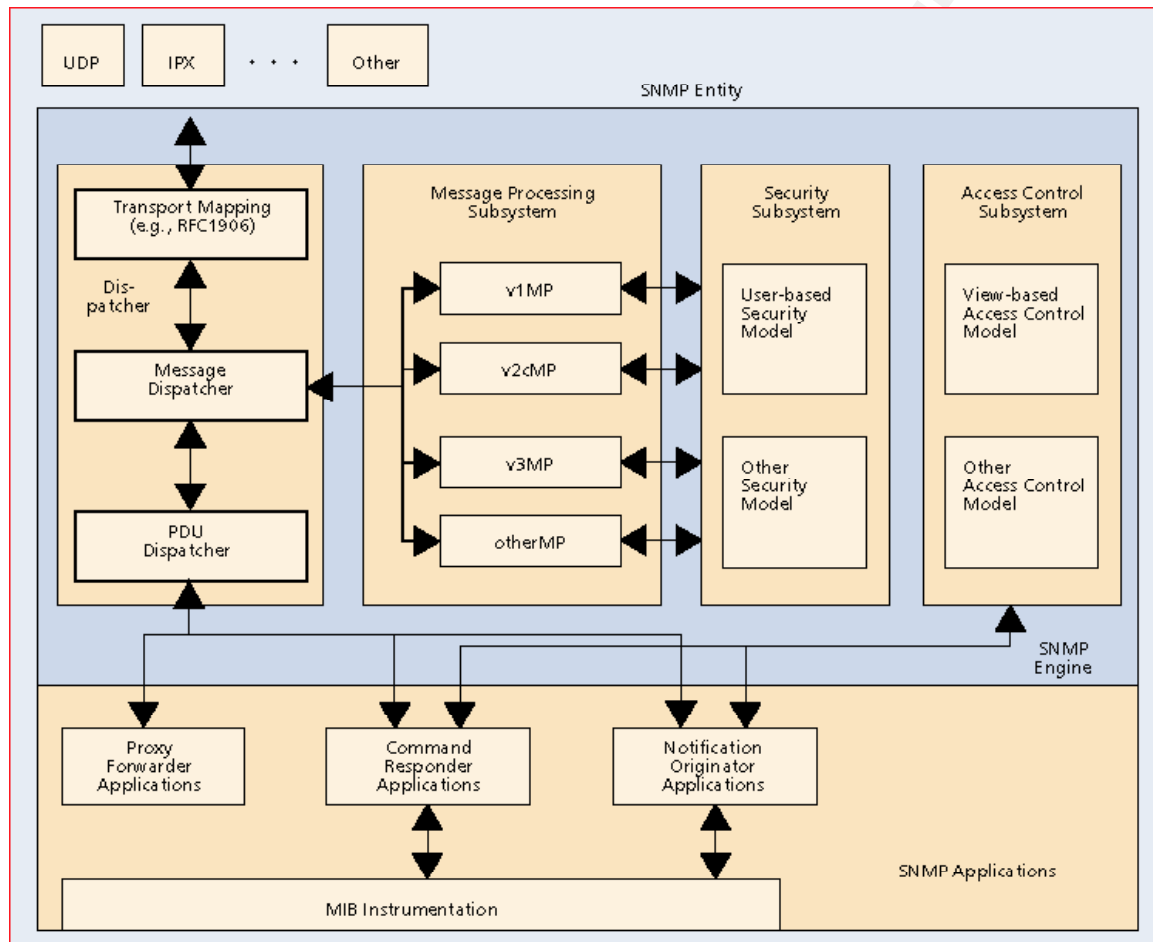 UDP
IPX
. . .
Other
SNMP Entity
Transport Mapping
(e.g., RFC1906)
Dis-
patcher
Message
Dispatcher
PDU
Dispatcher
Message Processing
Subsystem
v1MP
v2cMP
v3MP
otherMP
Security
Subsystem
User-based
Security
Model
Other
Security
Model
Access Control
Subsystem
View-based
Access Control
Model
Other
Access Control
Model
SNMP
Engine
Proxy
Forwarder
Applications
Command
Responder
Applications
Notification
Originator
Applications
SNMP Applications
MIB Instrumentation